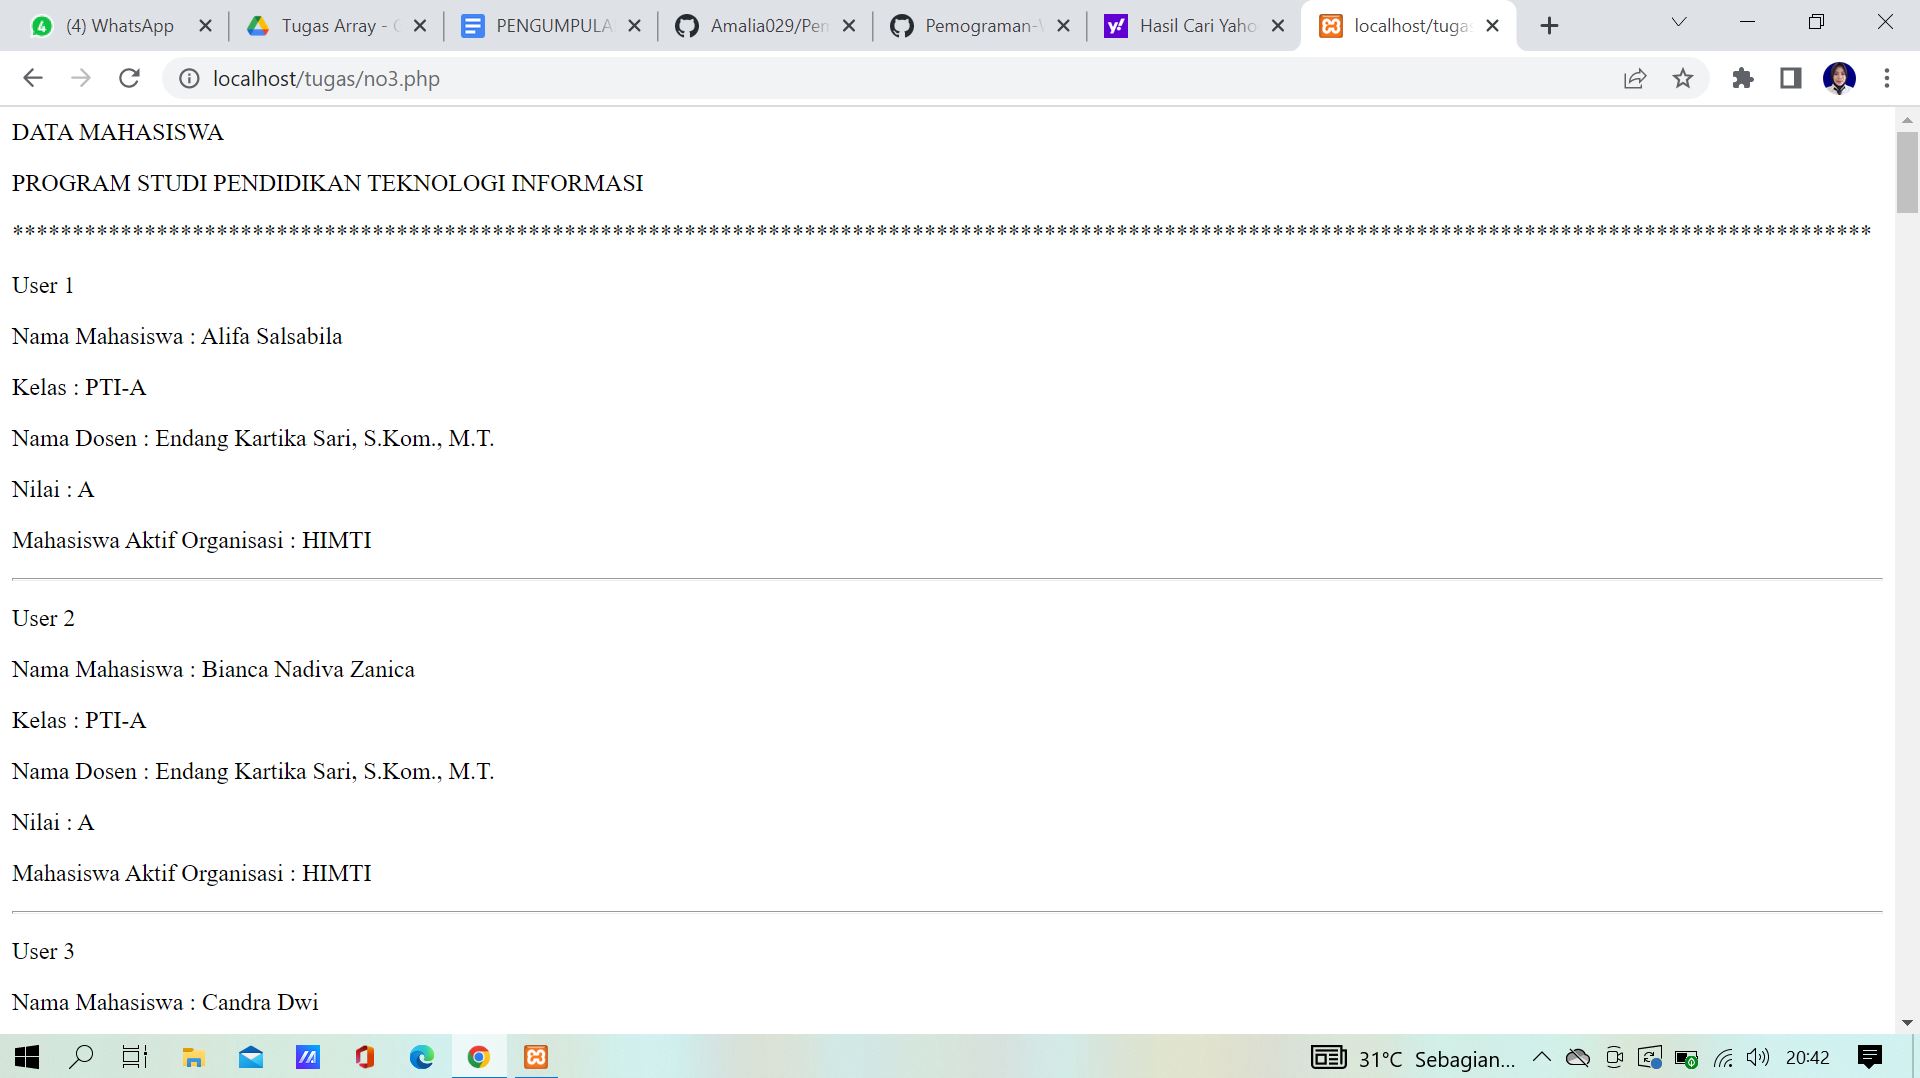 (4) WhatsApp
Tugas Array -
PENGUMPULA
Amalia029/Pem
Pemograman-
Hasil Cari Yaho
localhost/tugas
localhost/tugas/no3.php
DATA MAHASISWA
PROGRAM STUDI PENDIDIKAN TEKNOLOGI INFORMASI
***********************************************************************************************************************************************************
User 1
Nama Mahasiswa : Alifa Salsabila
Kelas : PTI-A
Nama Dosen : Endang Kartika Sari, S.Kom., M.T.
Nilai : A
Mahasiswa Aktif Organisasi : HIMTI
User 2
Nama Mahasiswa : Bianca Nadiva Zanica
Kelas : PTI-A
Nama Dosen : Endang Kartika Sari, S.Kom., M.T.
Nilai : A
Mahasiswa Aktif Organisasi : HIMTI
User 3
Nama Mahasiswa : Candra Dwi
31°C Sebagian... 20:42